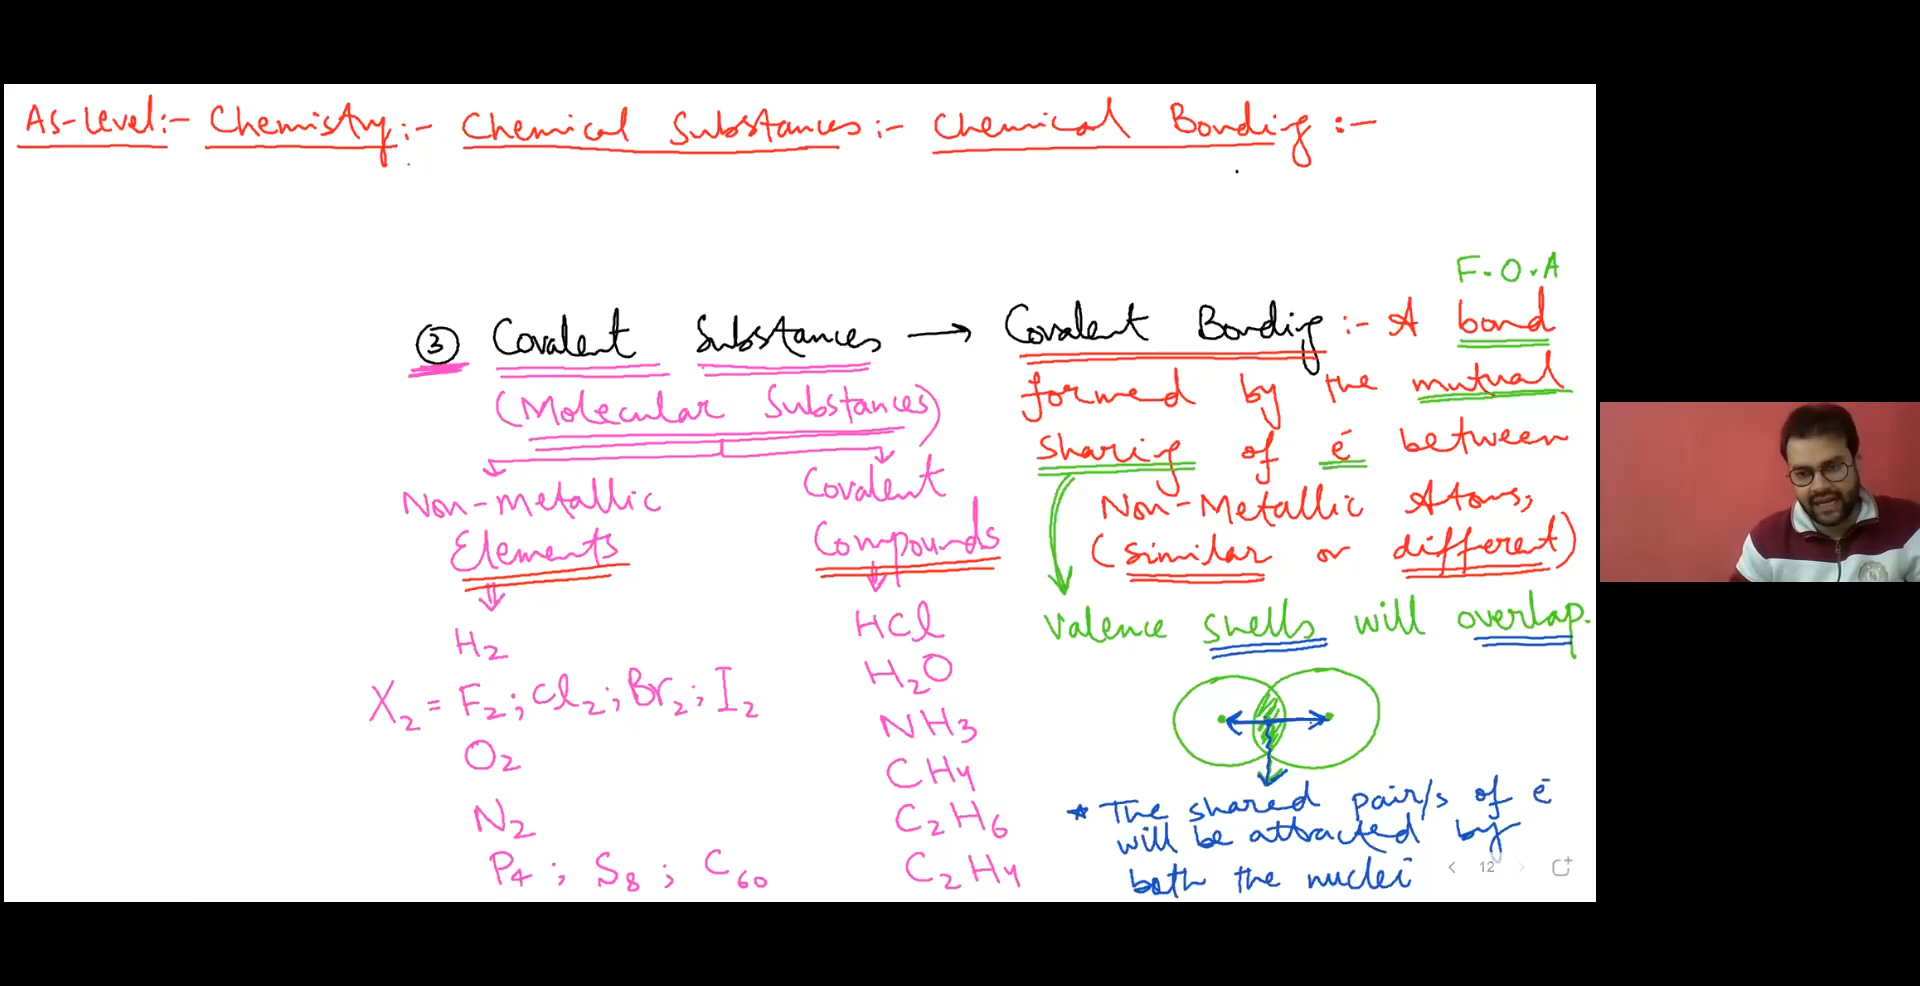 As-Level:- Chemistry:- Chemical Substances:- Chemical Bonding:-
F.O.A
③ Covalent Substances → Covalent Bonding:- A bond
(Molecular Substances)
formed by the mutual
sharing of e⁻ between
Non-Metallic Atoms,
(similar or different)
Non-metallic
Elements
Covalent
Compounds
H₂
X₂ = F₂; Cl₂; Br₂; I₂
O₂
N₂
P₄; S₈; C₆₀
HCl
H₂O
NH₃
CH₄
C₂H₆
C₂H₄
Valence shells will overlap.
* The shared pair/s of e⁻
will be attracted by
both the nuclei
< 12 >